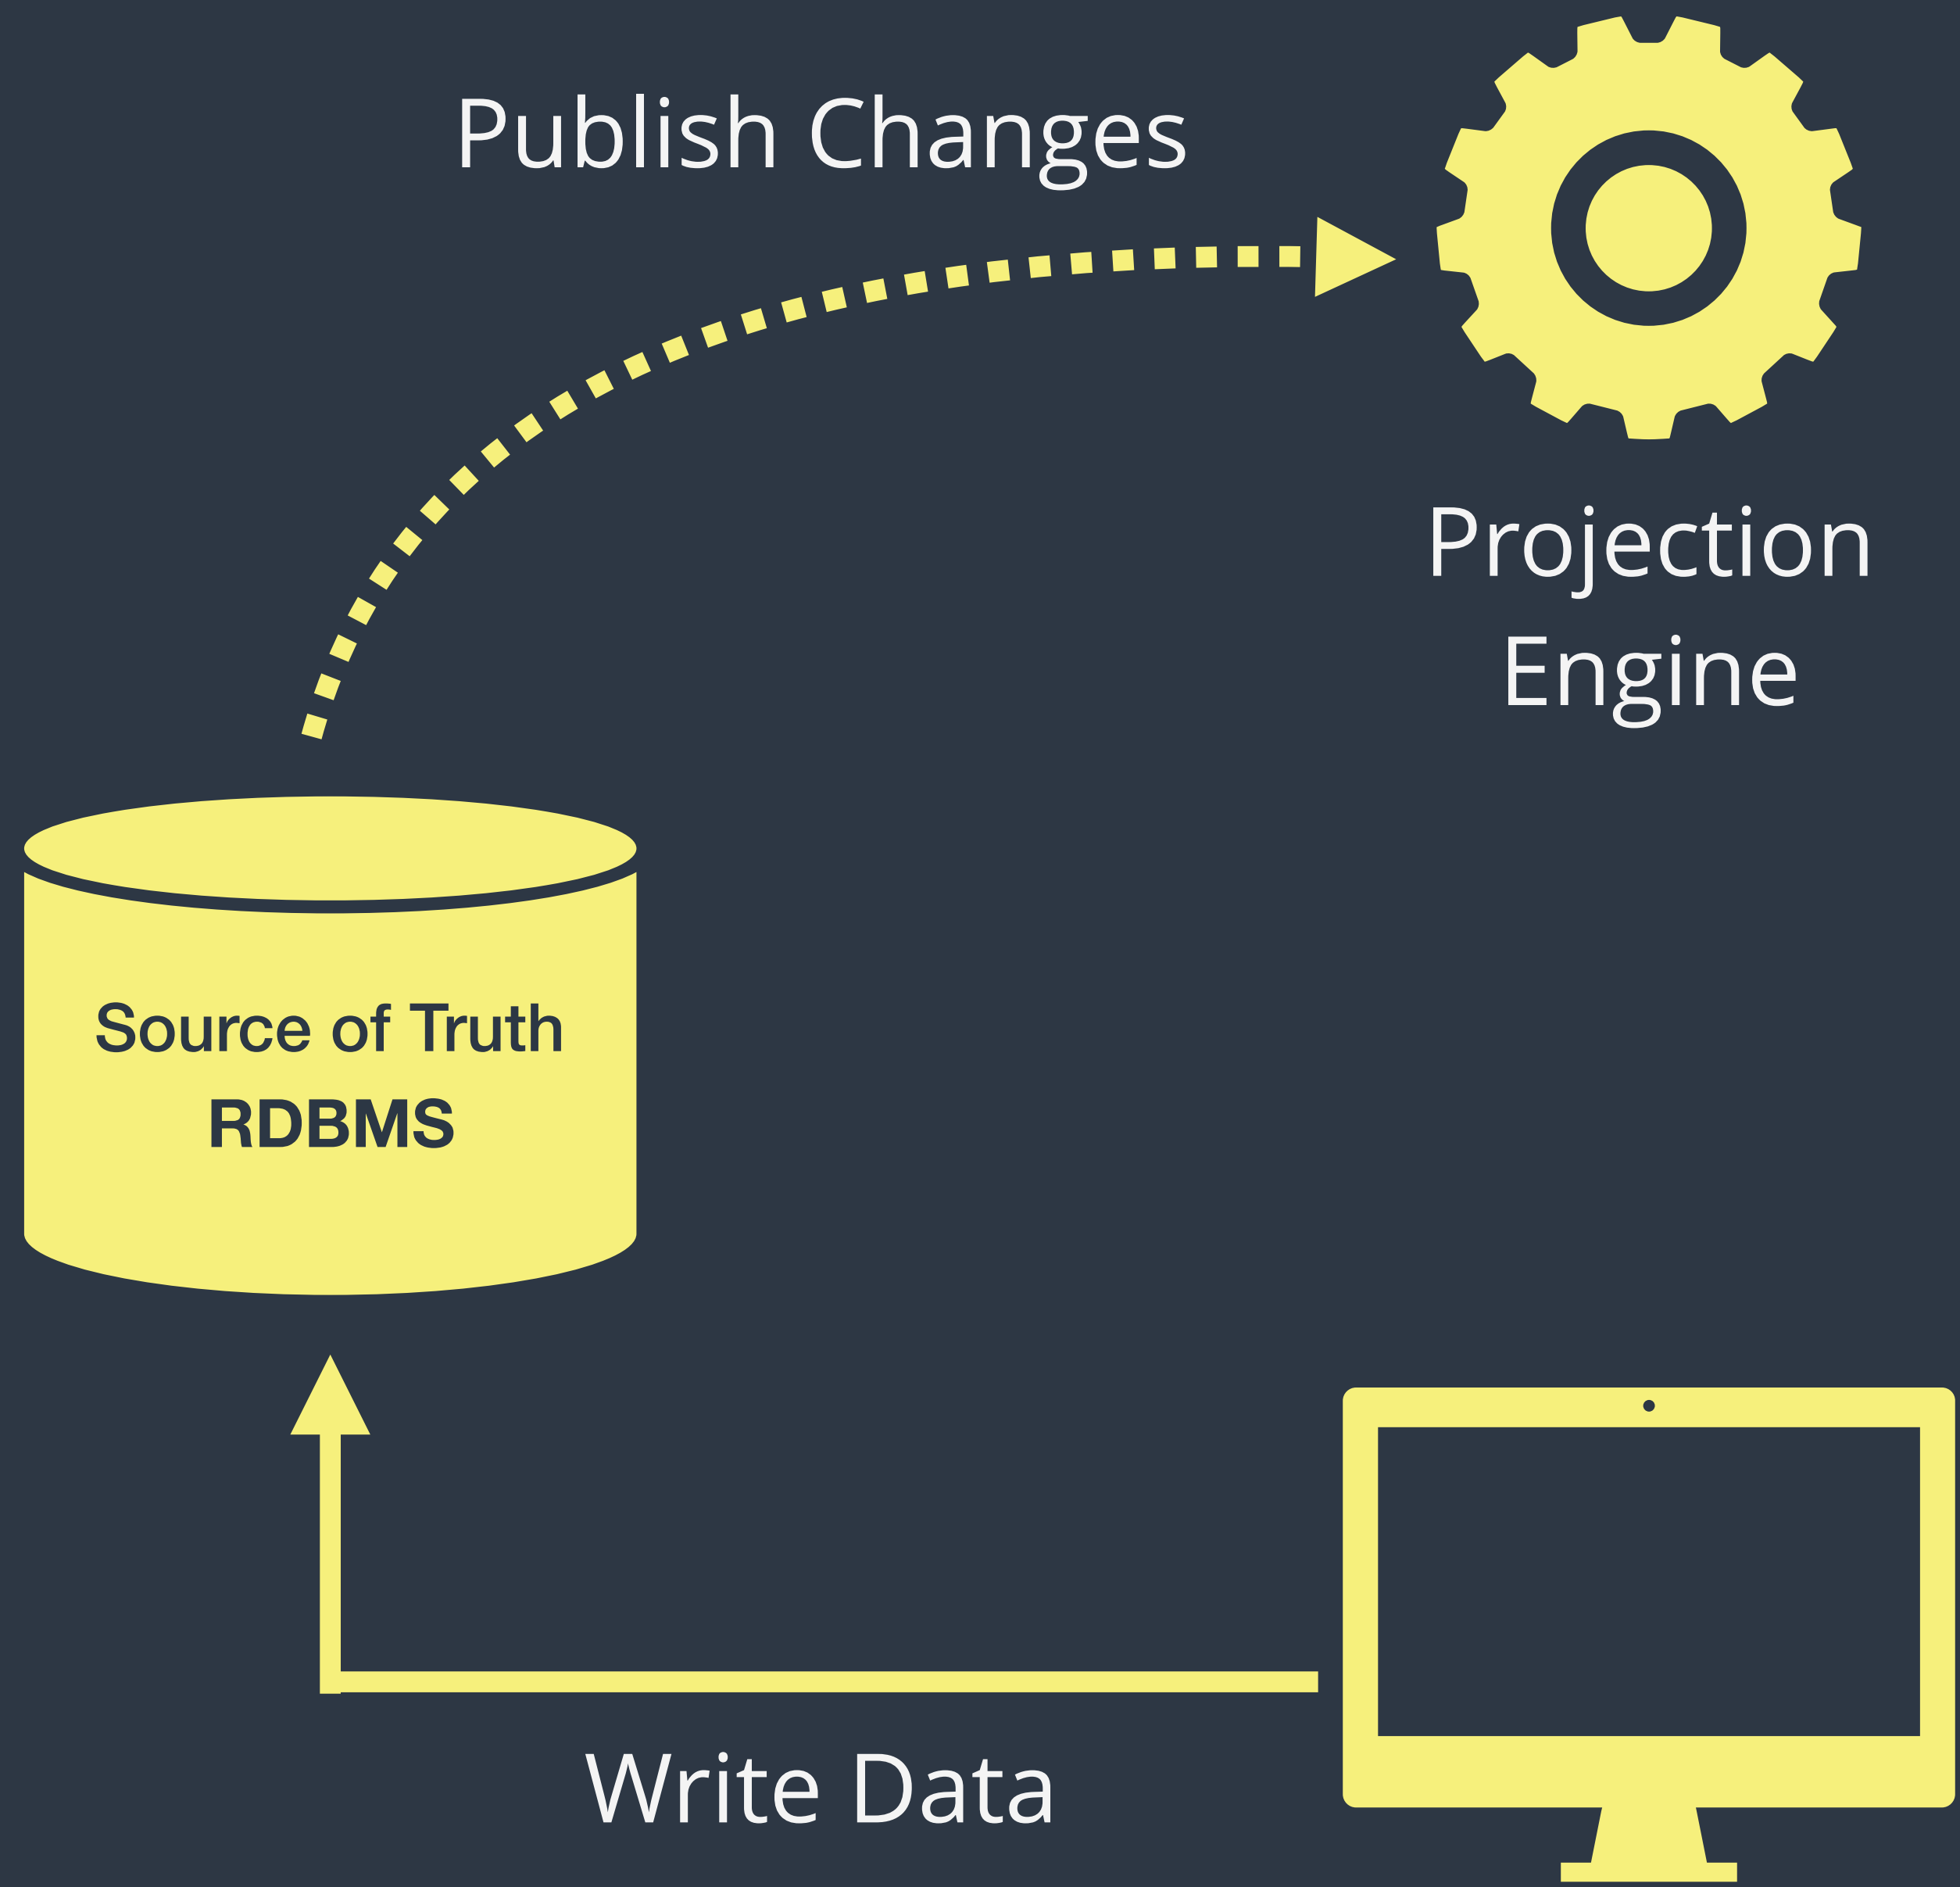 Publish Changes
Projection
Engine
Source of Truth
RDBMS
Write Data